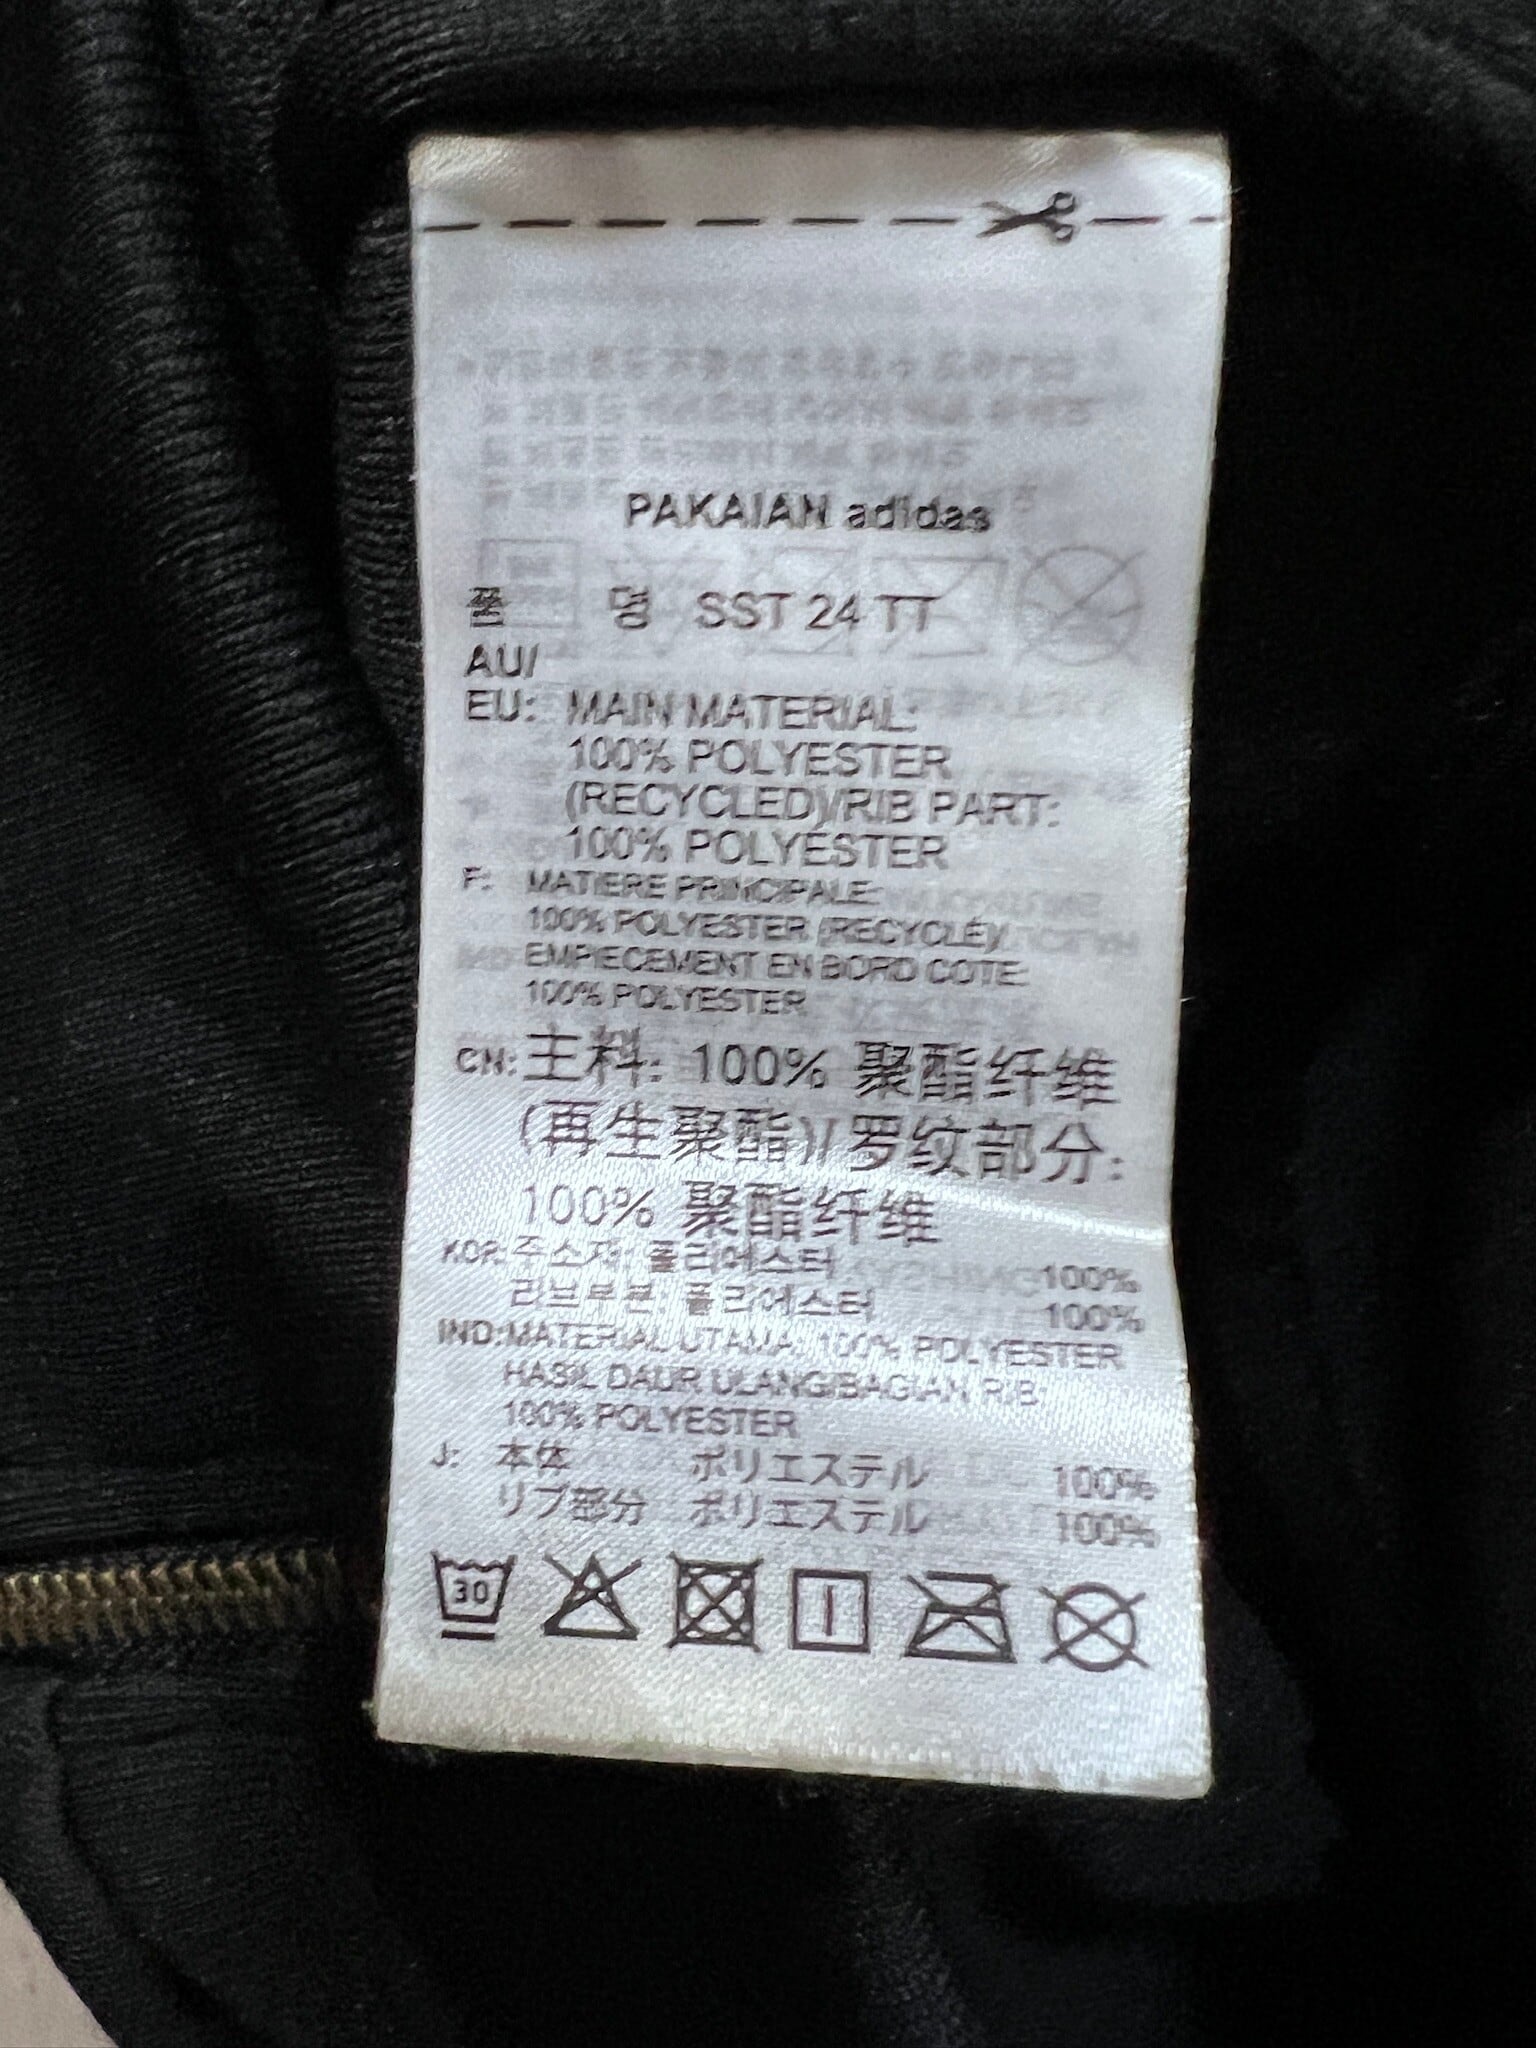 PAKAIAN adidas
품 명 SST 24 TT
AU/
EU: MAIN MATERIAL:
100% POLYESTER
(RECYCLED)/RIB PART:
100% POLYESTER
F: MATIERE PRINCIPALE:
100% POLYESTER (RECYCLÉ)/
EMPIECEMENT EN BORD COTE:
100% POLYESTER
CN: 主料: 100% 聚酯纤维
(再生聚酯)/ 罗纹部分:
100% 聚酯纤维
KOR: 주소재: 폴리에스터 100%
리브부분: 폴리에스터 100%
IND: MATERIAL UTAMA: 100% POLYESTER
HASIL DAUR ULANG/BAGIAN RIB:
100% POLYESTER
J: 本体 ポリエステル 100%
リブ部分 ポリエステル 100%
30